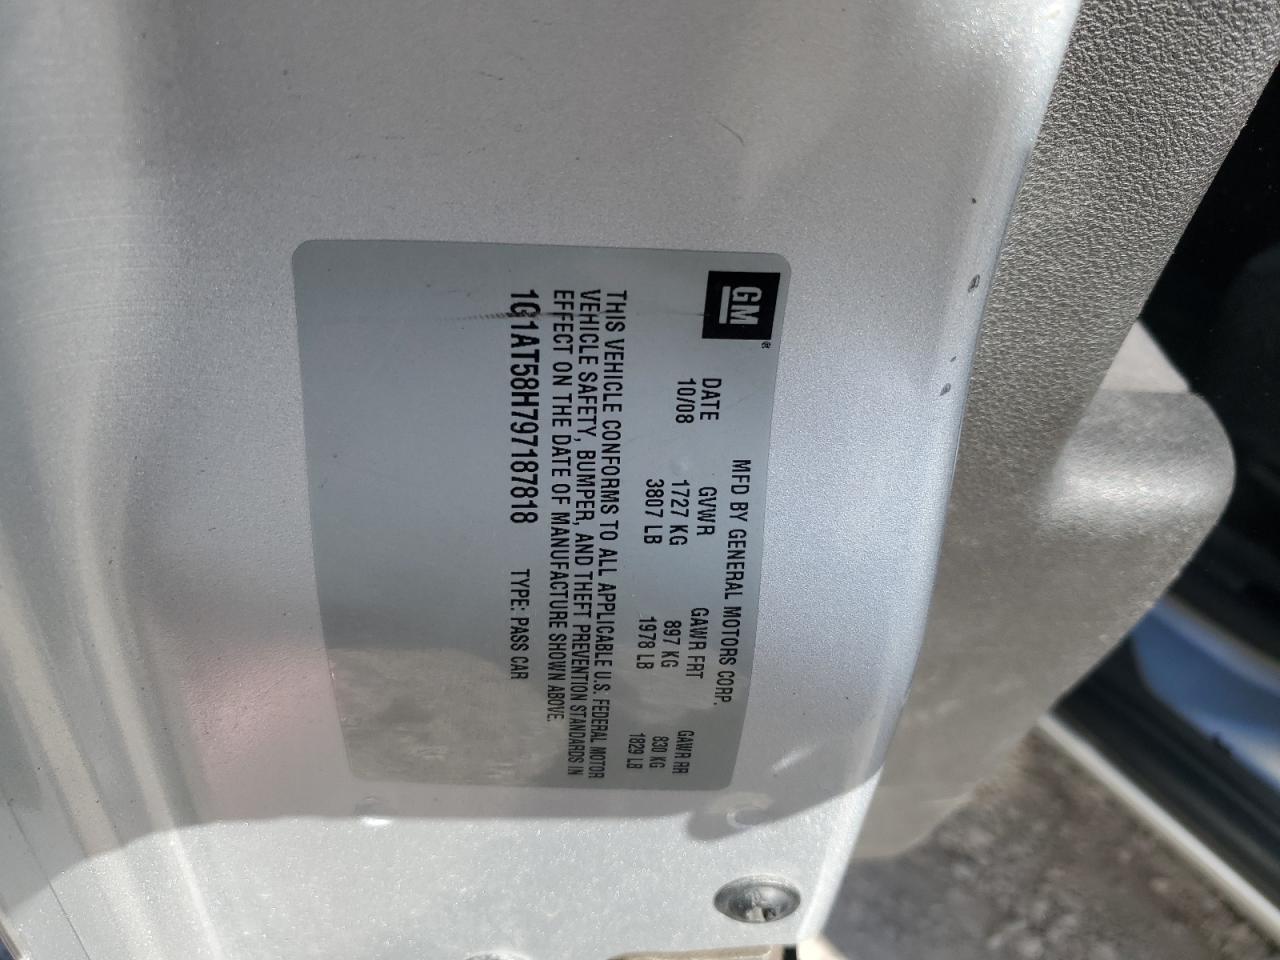 GM®
MFD BY GENERAL MOTORS CORP.
DATE GVWR GAWR FRT GAWR RR
10/08 1727 KG 897 KG 830 KG
3807 LB 1978 LB 1829 LB
THIS VEHICLE CONFORMS TO ALL APPLICABLE U.S. FEDERAL MOTOR
VEHICLE SAFETY, BUMPER, AND THEFT PREVENTION STANDARDS IN
EFFECT ON THE DATE OF MANUFACTURE SHOWN ABOVE.
1G1AT58H797187818 TYPE: PASS CAR